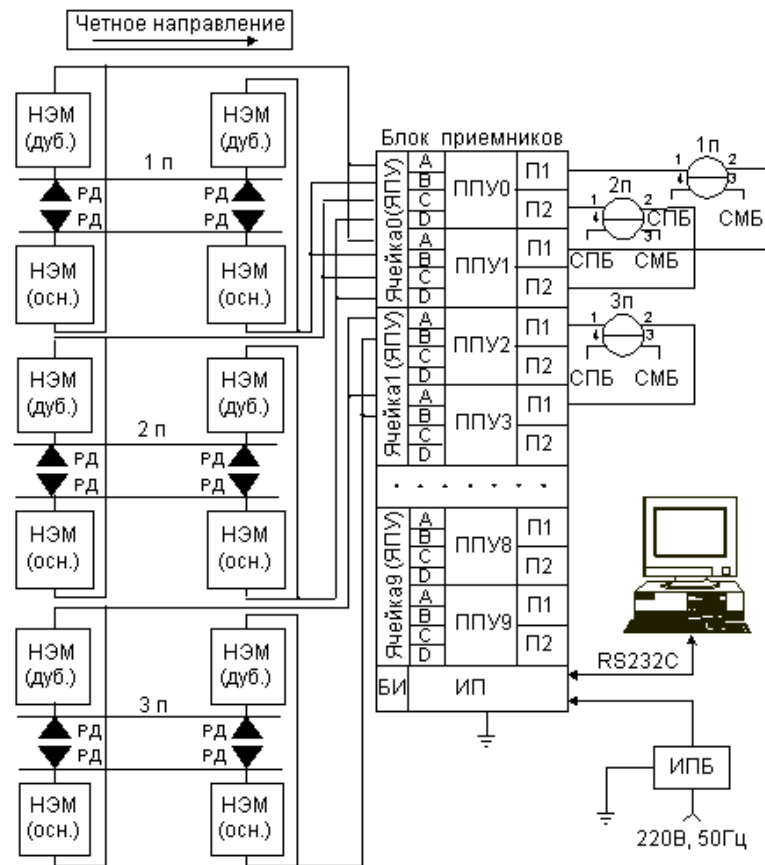 Четное направление
НЭМ
(дуб.)
НЭМ
(дуб.)
1 п
РД
РД
РД
РД
НЭМ
(осн.)
НЭМ
(осн.)
НЭМ
(дуб.)
НЭМ
(дуб.)
2 п
РД
РД
РД
РД
НЭМ
(осн.)
НЭМ
(осн.)
НЭМ
(дуб.)
НЭМ
(дуб.)
3 п
РД
РД
РД
РД
НЭМ
(осн.)
НЭМ
(осн.)
Блок приемников
Ячейка0(ЯПУ)
A
B
C
D
ППУ0
П1
П2
A
B
C
D
ППУ1
П1
П2
Ячейка1(ЯПУ)
A
B
C
D
ППУ2
П1
П2
A
B
C
D
ППУ3
П1
П2
. . . . . . .
Ячейка9(ЯПУ)
A
B
C
D
ППУ8
П1
П2
A
B
C
D
ППУ9
П1
П2
БИ
ИП
1п
1
2
4
3
СПБ
СМБ
2п
1
2
4
3
СПБ
СМБ
3п
1
2
4
3
СПБ
СМБ
RS232C
ИПБ
220В, 50Гц